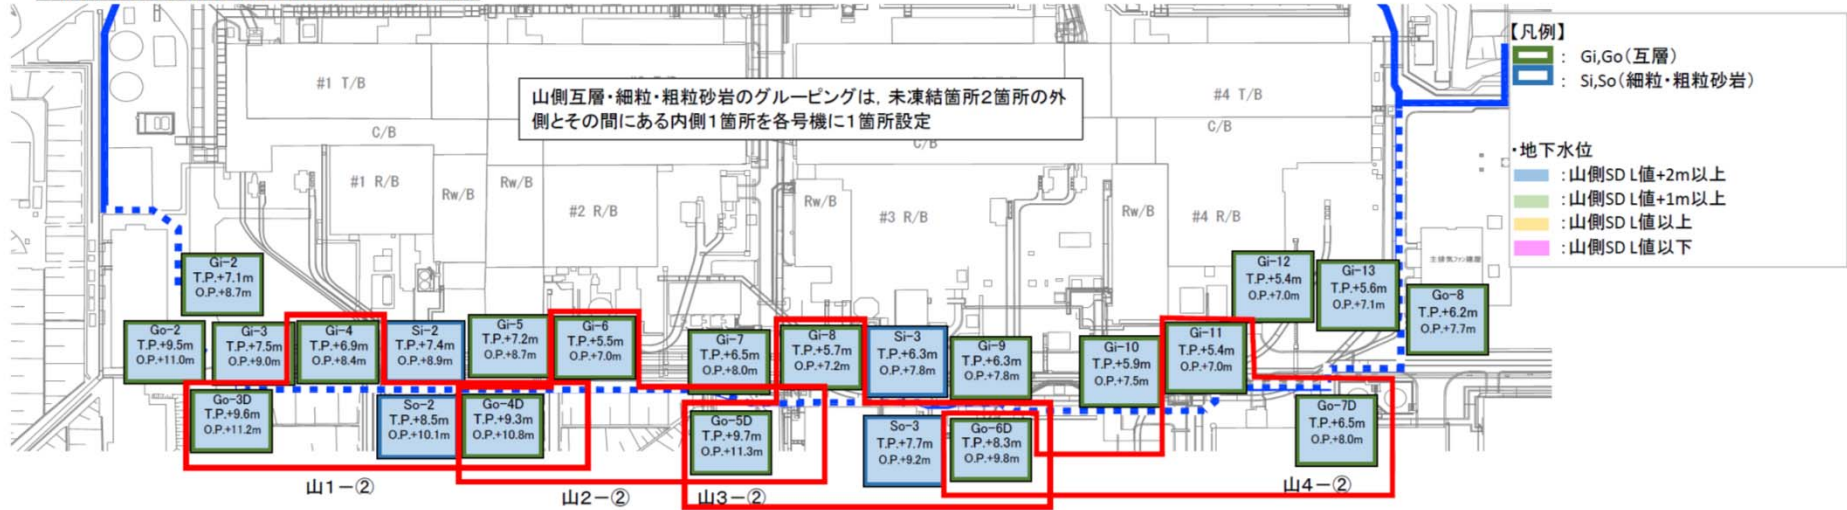 #1 T/B
#4 T/B
山側互層・細粒・粗粒砂岩のグルーピングは，未凍結箇所2箇所の外
側とその間にある内側1箇所を各号機に1箇所設定
C/B
C/B
C/B
#1 R/B
Rw/B
Rw/B
#2 R/B
Rw/B
#3 R/B
Rw/B
#4 R/B
【凡例】
： Gi,Go(互層)
： Si,So(細粒・粗粒砂岩)
・地下水位
：山側SD L値+2m以上
：山側SD L値+1m以上
：山側SD L値以上
：山側SD L値以下
Gi-2
T.P.+7.1m
O.P.+8.7m
Gi-12
T.P.+5.4m
O.P.+7.0m
Gi-13
T.P.+5.6m
O.P.+7.1m
Go-8
T.P.+6.2m
O.P.+7.7m
Go-2
T.P.+9.5m
O.P.+11.0m
Gi-3
T.P.+7.5m
O.P.+9.0m
Gi-4
T.P.+6.9m
O.P.+8.4m
Si-2
T.P.+7.4m
O.P.+8.9m
Gi-5
T.P.+7.2m
O.P.+8.7m
Gi-6
T.P.+5.5m
O.P.+7.0m
Gi-7
T.P.+6.5m
O.P.+8.0m
Gi-8
T.P.+5.7m
O.P.+7.2m
Si-3
T.P.+6.3m
O.P.+7.8m
Gi-9
T.P.+6.3m
O.P.+7.8m
Gi-10
T.P.+5.9m
O.P.+7.5m
Gi-11
T.P.+5.4m
O.P.+7.0m
Go-3D
T.P.+9.6m
O.P.+11.2m
So-2
T.P.+8.5m
O.P.+10.1m
Go-4D
T.P.+9.3m
O.P.+10.8m
Go-5D
T.P.+9.7m
O.P.+11.3m
So-3
T.P.+7.7m
O.P.+9.2m
Go-6D
T.P.+8.3m
O.P.+9.8m
Go-7D
T.P.+6.5m
O.P.+8.0m
山1－②
山2－②
山3－②
山4－②